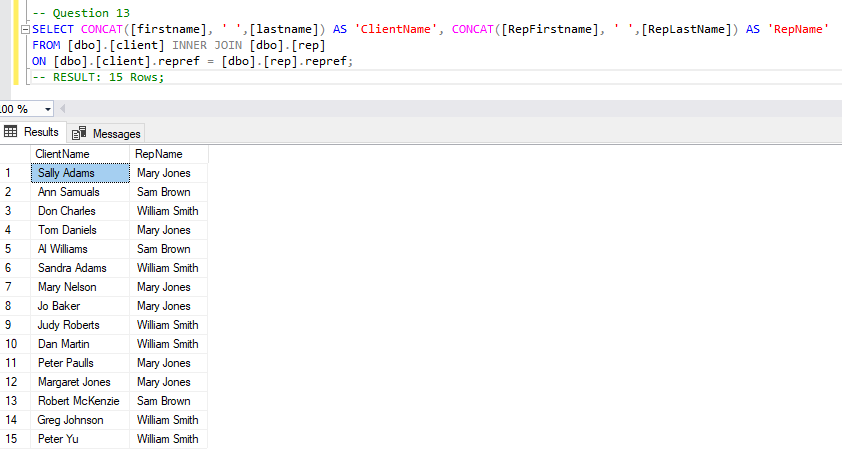 -- Question 13
SELECT CONCAT([firstname], ' ',[lastname]) AS 'ClientName', CONCAT([RepFirstname], ' ',[RepLastName]) AS 'RepName'
FROM [dbo].[client] INNER JOIN [dbo].[rep]
ON [dbo].[client].repref = [dbo].[rep].repref;
-- RESULT: 15 Rows;
.00 %
Results Messages
ClientName RepName
1 Sally Adams Mary Jones
2 Ann Samuals Sam Brown
3 Don Charles William Smith
4 Tom Daniels Mary Jones
5 Al Williams Sam Brown
6 Sandra Adams William Smith
7 Mary Nelson Mary Jones
8 Jo Baker Mary Jones
9 Judy Roberts William Smith
10 Dan Martin William Smith
11 Peter Paulls Mary Jones
12 Margaret Jones Mary Jones
13 Robert McKenzie Sam Brown
14 Greg Johnson William Smith
15 Peter Yu William Smith